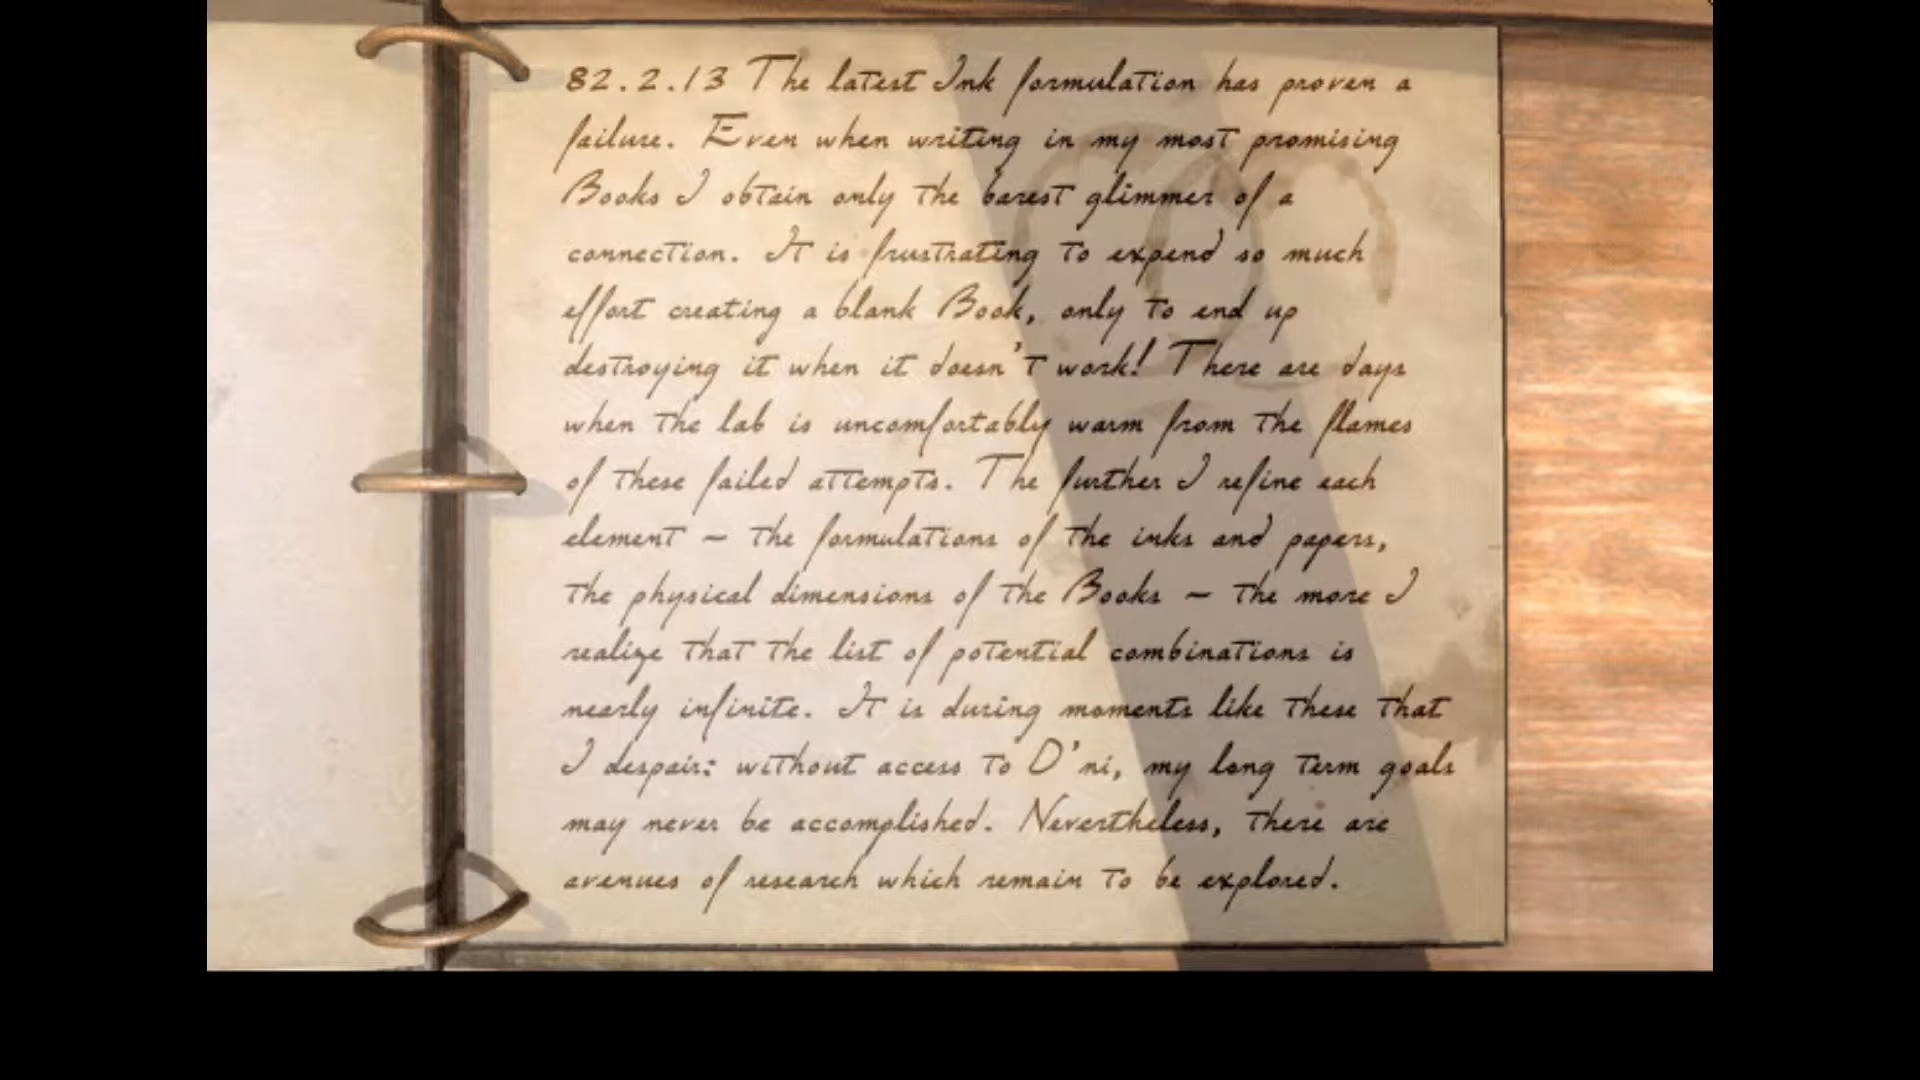 82.2.13 The latest Ink formulation has proven a
failure. Even when writing in my most promising
Books I obtain only the barest glimmer of a
connection. It is frustrating to expend so much
effort creating a blank Book, only to end up
destroying it when it doesn't work! There are days
when the lab is uncomfortably warm from the flames
of these failed attempts. The further I refine each
element – the formulations of the inks and papers,
the physical dimensions of the Books – the more I
realize that the list of potential combinations is
nearly infinite. It is during moments like these that
I despair: without access to D'ni, my long term goals
may never be accomplished. Nevertheless, there are
avenues of research which remain to be explored.